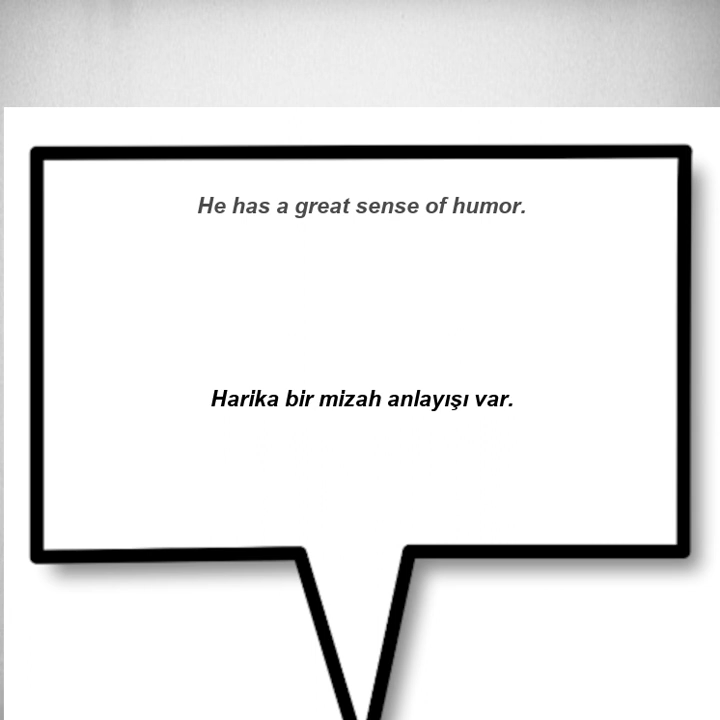 He has a great sense of humor.
Harika bir mizah anlayışı var.